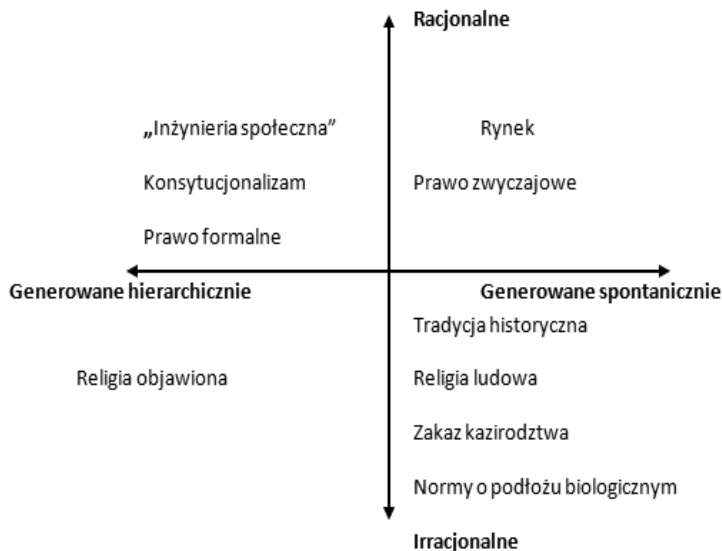 Racjonalne
„Inżynieria społeczna”
Rynek
Konsytucjonalizam
Prawo zwyczajowe
Prawo formalne
Generowane hierarchicznie
Generowane spontanicznie
Tradycja historyczna
Religia objawiona
Religia ludowa
Zakaz kazirodztwa
Normy o podłożu biologicznym
Irracjonalne